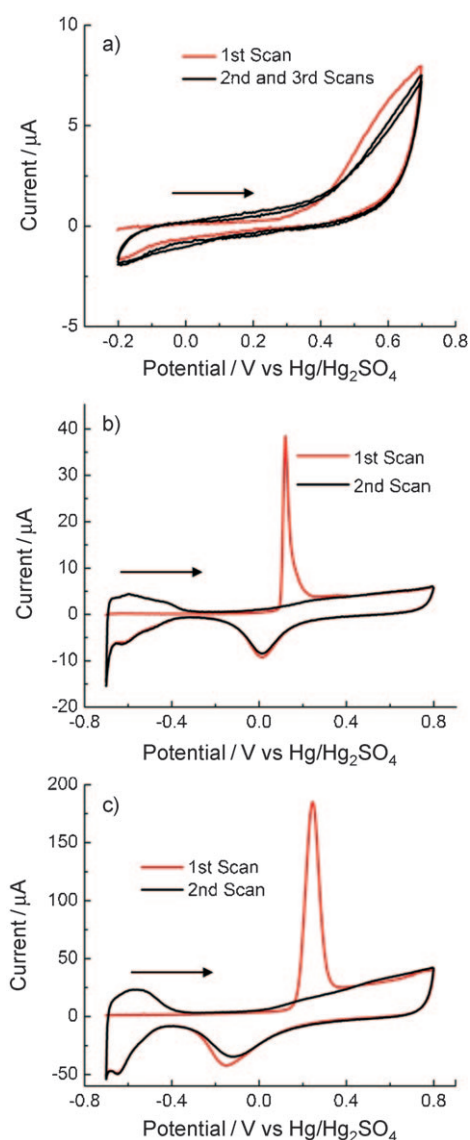 a)
1st Scan
2nd and 3rd Scans
Current / µA
10
5
0
-5
-0.2 0.0 0.2 0.4 0.6 0.8
Potential / V vs Hg/Hg₂SO₄
b)
1st Scan
2nd Scan
Current / µA
40
30
20
10
0
-10
-20
-0.8 -0.4 0.0 0.4 0.8
Potential / V vs Hg/Hg₂SO₄
c)
1st Scan
2nd Scan
Current / µA
200
150
100
50
0
-50
-0.8 -0.4 0.0 0.4 0.8
Potential / V vs Hg/Hg₂SO₄